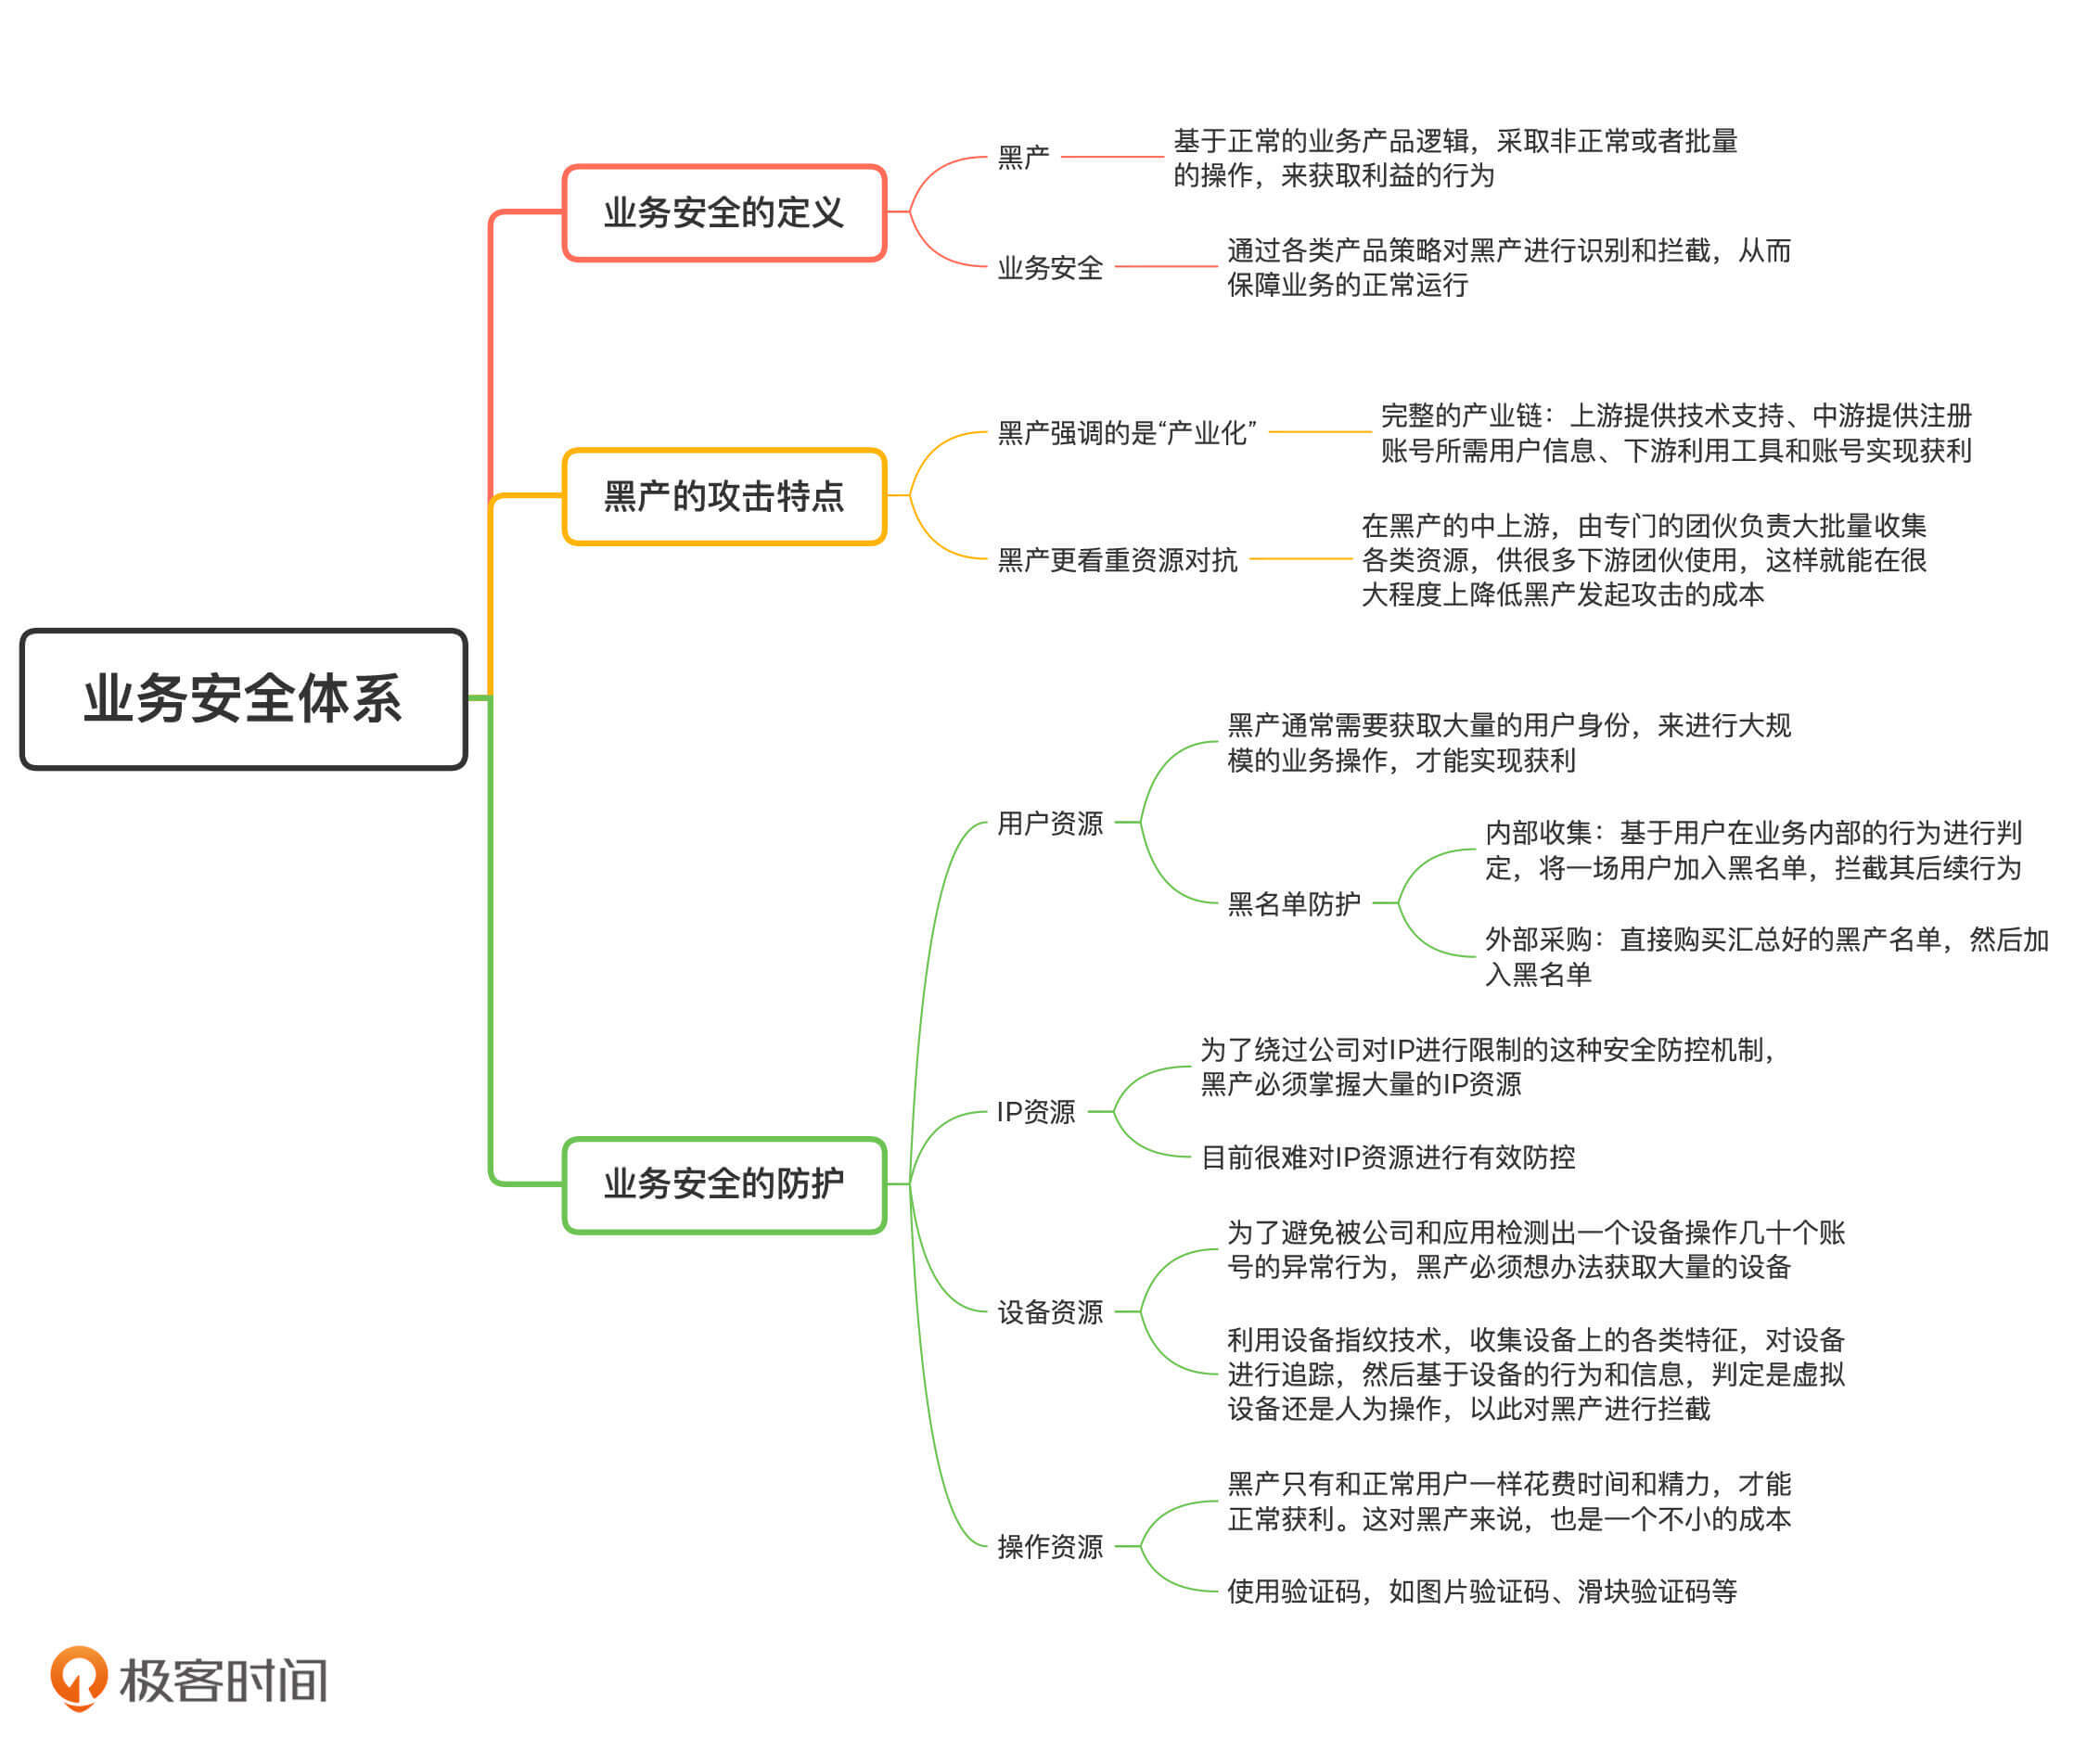 业务安全体系
业务安全的定义
黑产
基于正常的业务产品逻辑，采取非正常或者批量
的操作，来获取利益的行为
业务安全
通过各类产品策略对黑产进行识别和拦截，从而
保障业务的正常运行
黑产的攻击特点
黑产强调的是“产业化”
完整的产业链：上游提供技术支持、中游提供注册
账号所需用户信息、下游利用工具和账号实现获利
黑产更看重资源对抗
在黑产的中上游，由专门的团伙负责大批量收集
各类资源，供很多下游团伙使用，这样就能在很
大程度上降低黑产发起攻击的成本
业务安全的防护
用户资源
黑产通常需要获取大量的用户身份，来进行大规
模的业务操作，才能实现获利
黑名单防护
内部收集：基于用户在业务内部的行为进行判
定，将一场用户加入黑名单，拦截其后续行为
外部采购：直接购买汇总好的黑产名单，然后加
入黑名单
IP资源
为了绕过公司对IP进行限制的这种安全防控机制，
黑产必须掌握大量的IP资源
目前很难对IP资源进行有效防控
设备资源
为了避免被公司和应用检测出一个设备操作几十个账
号的异常行为，黑产必须想办法获取大量的设备
利用设备指纹技术，收集设备上的各类特征，对设备
进行追踪，然后基于设备的行为和信息，判定是虚拟
设备还是人为操作，以此对黑产进行拦截
操作资源
黑产只有和正常用户一样花费时间和精力，才能
正常获利。这对黑产来说，也是一个不小的成本
使用验证码，如图片验证码、滑块验证码等
极客时间